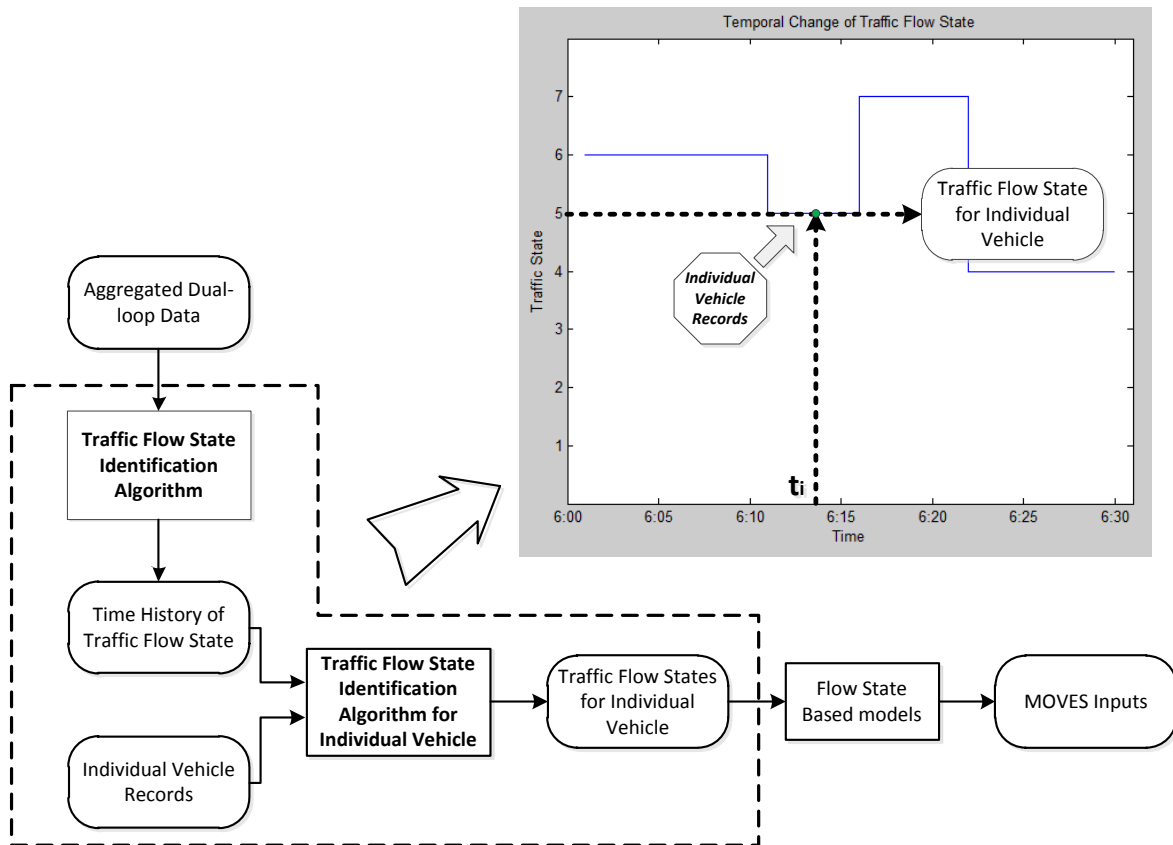 Temporal Change of Traffic Flow State
7
6
5
4
3
2
1
Traffic State
6:00
6:05
6:10
6:15
6:20
6:25
6:30
Time
ti
Individual
Vehicle
Records
Traffic Flow State
for Individual
Vehicle
Aggregated Dual-
loop Data
Traffic Flow State
Identification
Algorithm
Time History of
Traffic Flow State
Individual Vehicle
Records
Traffic Flow State
Identification
Algorithm for
Individual Vehicle
Traffic Flow States
for Individual
Vehicle
Flow State
Based models
MOVES Inputs